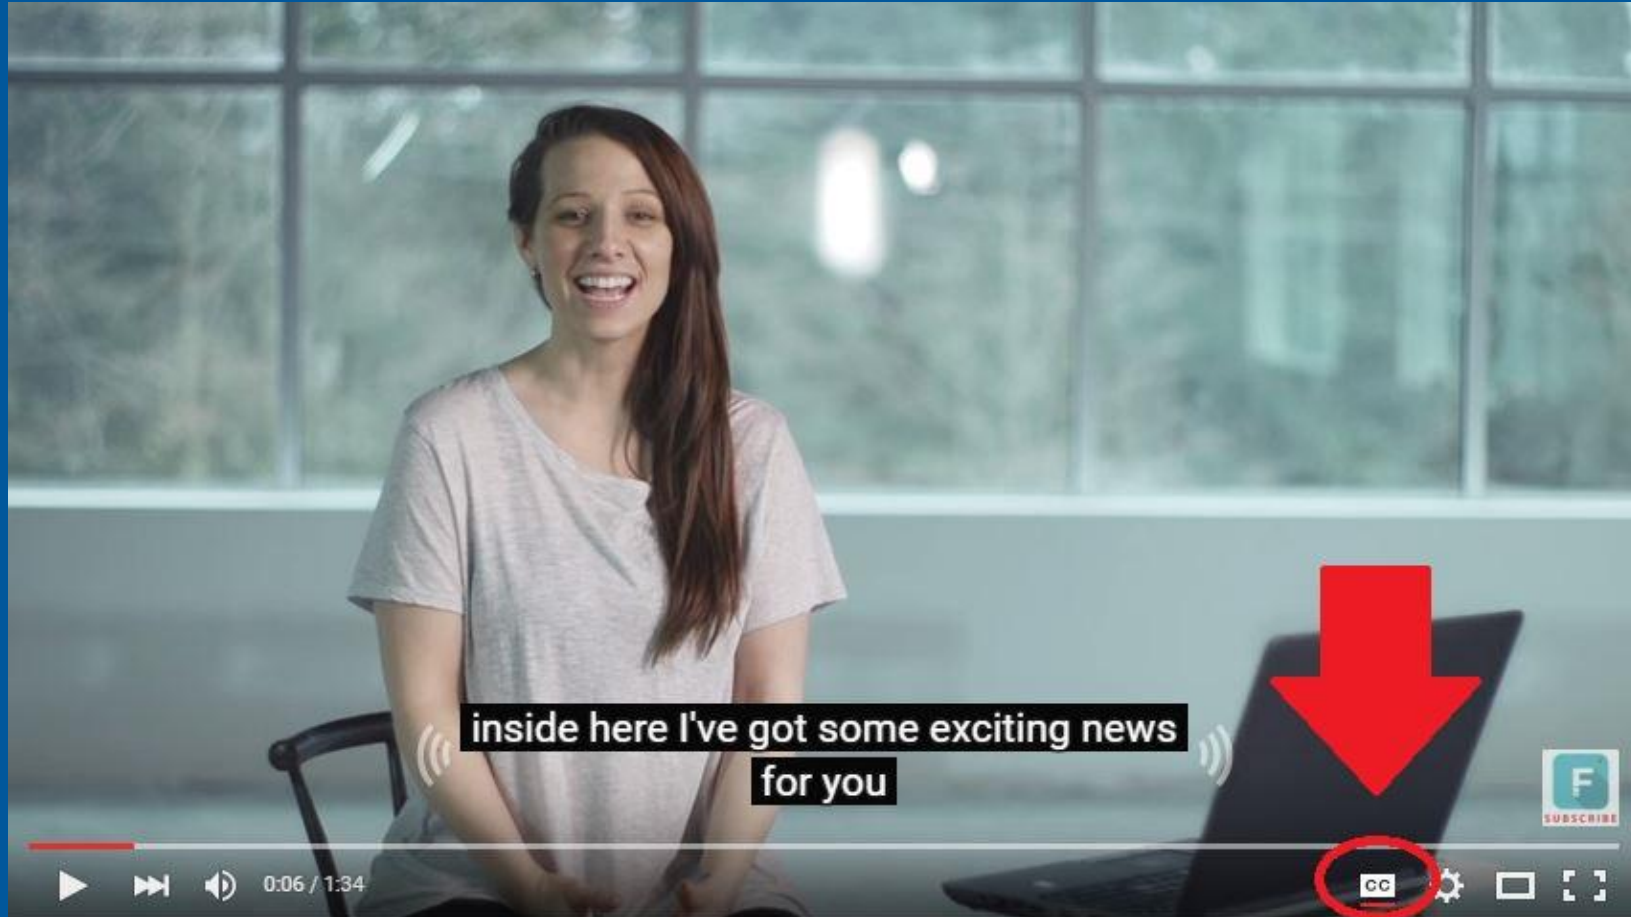 inside here I've got some exciting news
for you
F
SUBSCRIBE
0:06 / 1:34
CC